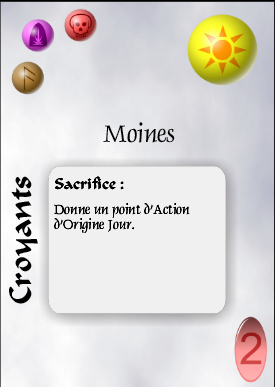 Moines
Croyants
Sacrifice :
Donne un point d'Action
d'Origine Jour.
2